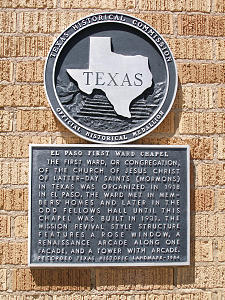 TEXAS HISTORICAL COMMISSION
TEXAS
OFFICIAL HISTORICAL MEDALLION
EL PASO FIRST WARD CHAPEL
THE FIRST WARD, OR CONGREGATION,
OF THE CHURCH OF JESUS CHRIST
OF LATTER-DAY SAINTS (MORMONS)
IN TEXAS WAS ORGANIZED IN 1918
IN EL PASO. THE WARD MET IN MEM-
BERS HOMES AND LATER IN THE
ODD FELLOWS HALL UNTIL THIS
CHAPEL WAS BUILT IN 1931. THE
MISSION REVIVAL STYLE STRUCTURE
FEATURES A ROSE WINDOW, A
RENAISSANCE ARCADE ALONG ONE
FACADE, AND A TOWER WITH ARCADE.
RECORDED TEXAS HISTORIC LANDMARK-1984